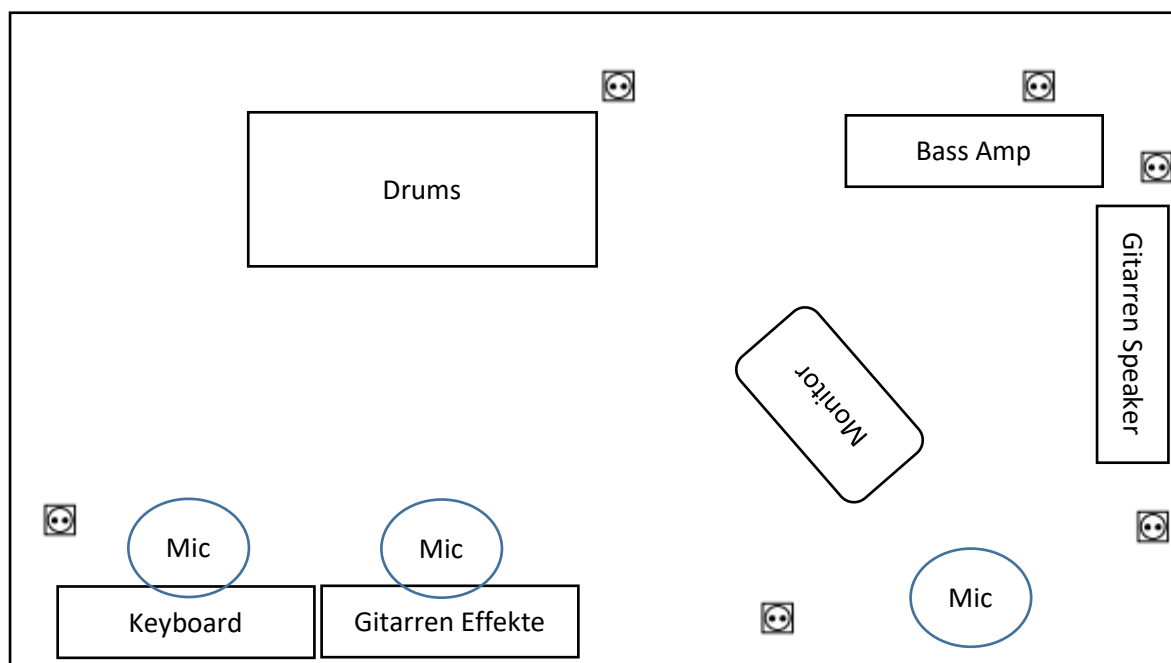 Drums
Bass Amp
Gitarren Speaker
Monitor
Mic
Mic
Mic
Keyboard
Gitarren Effekte